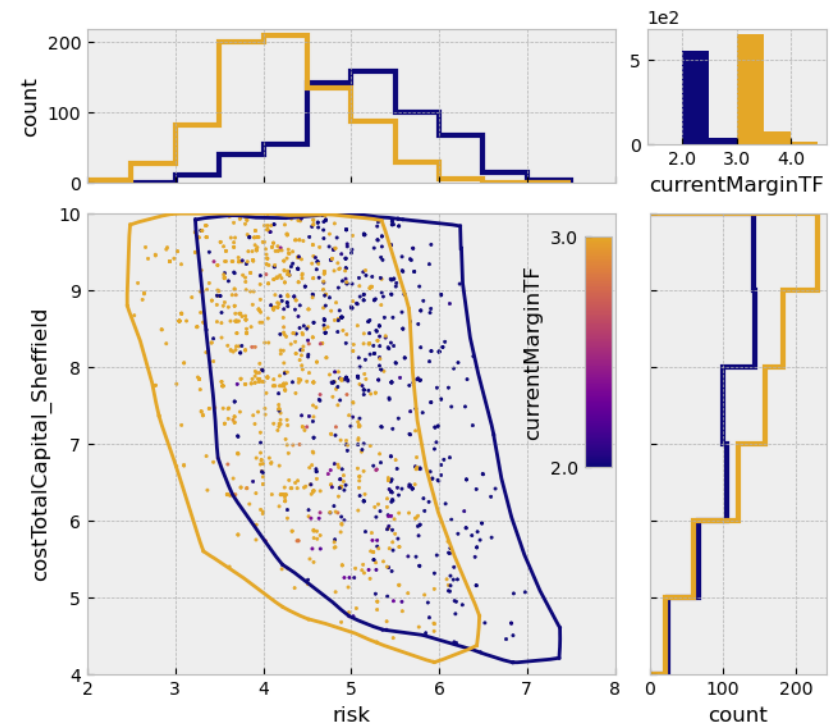 1e2
200
100
0
count
5
0
2.0 3.0 4.0
currentMarginTF
10
9
8
7
6
5
4
costTotalCapital_Sheffield
3.0
2.0
currentMarginTF
2 3 4 5 6 7 8
risk
0 100 200
count